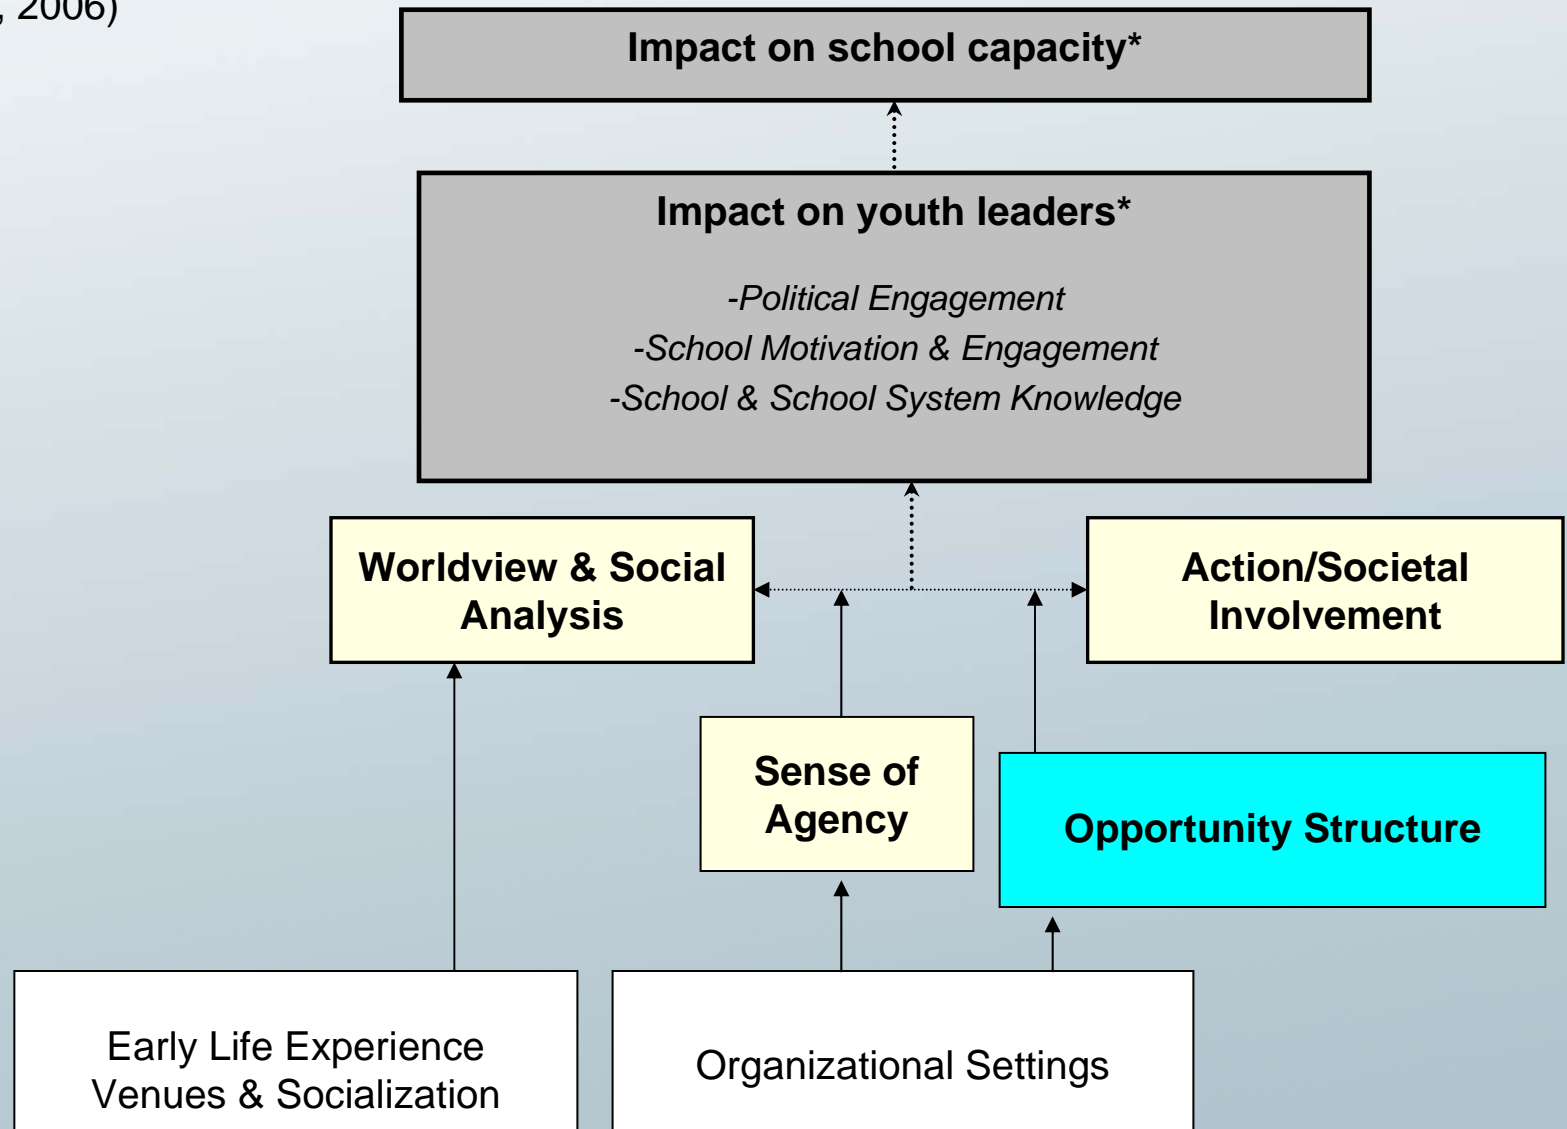 , 2006)
Impact on school capacity*
Impact on youth leaders*
-Political Engagement
-School Motivation & Engagement
-School & School System Knowledge
Worldview & Social
Analysis
Action/Societal
Involvement
Sense of
Agency
Opportunity Structure
Early Life Experience
Venues & Socialization
Organizational Settings